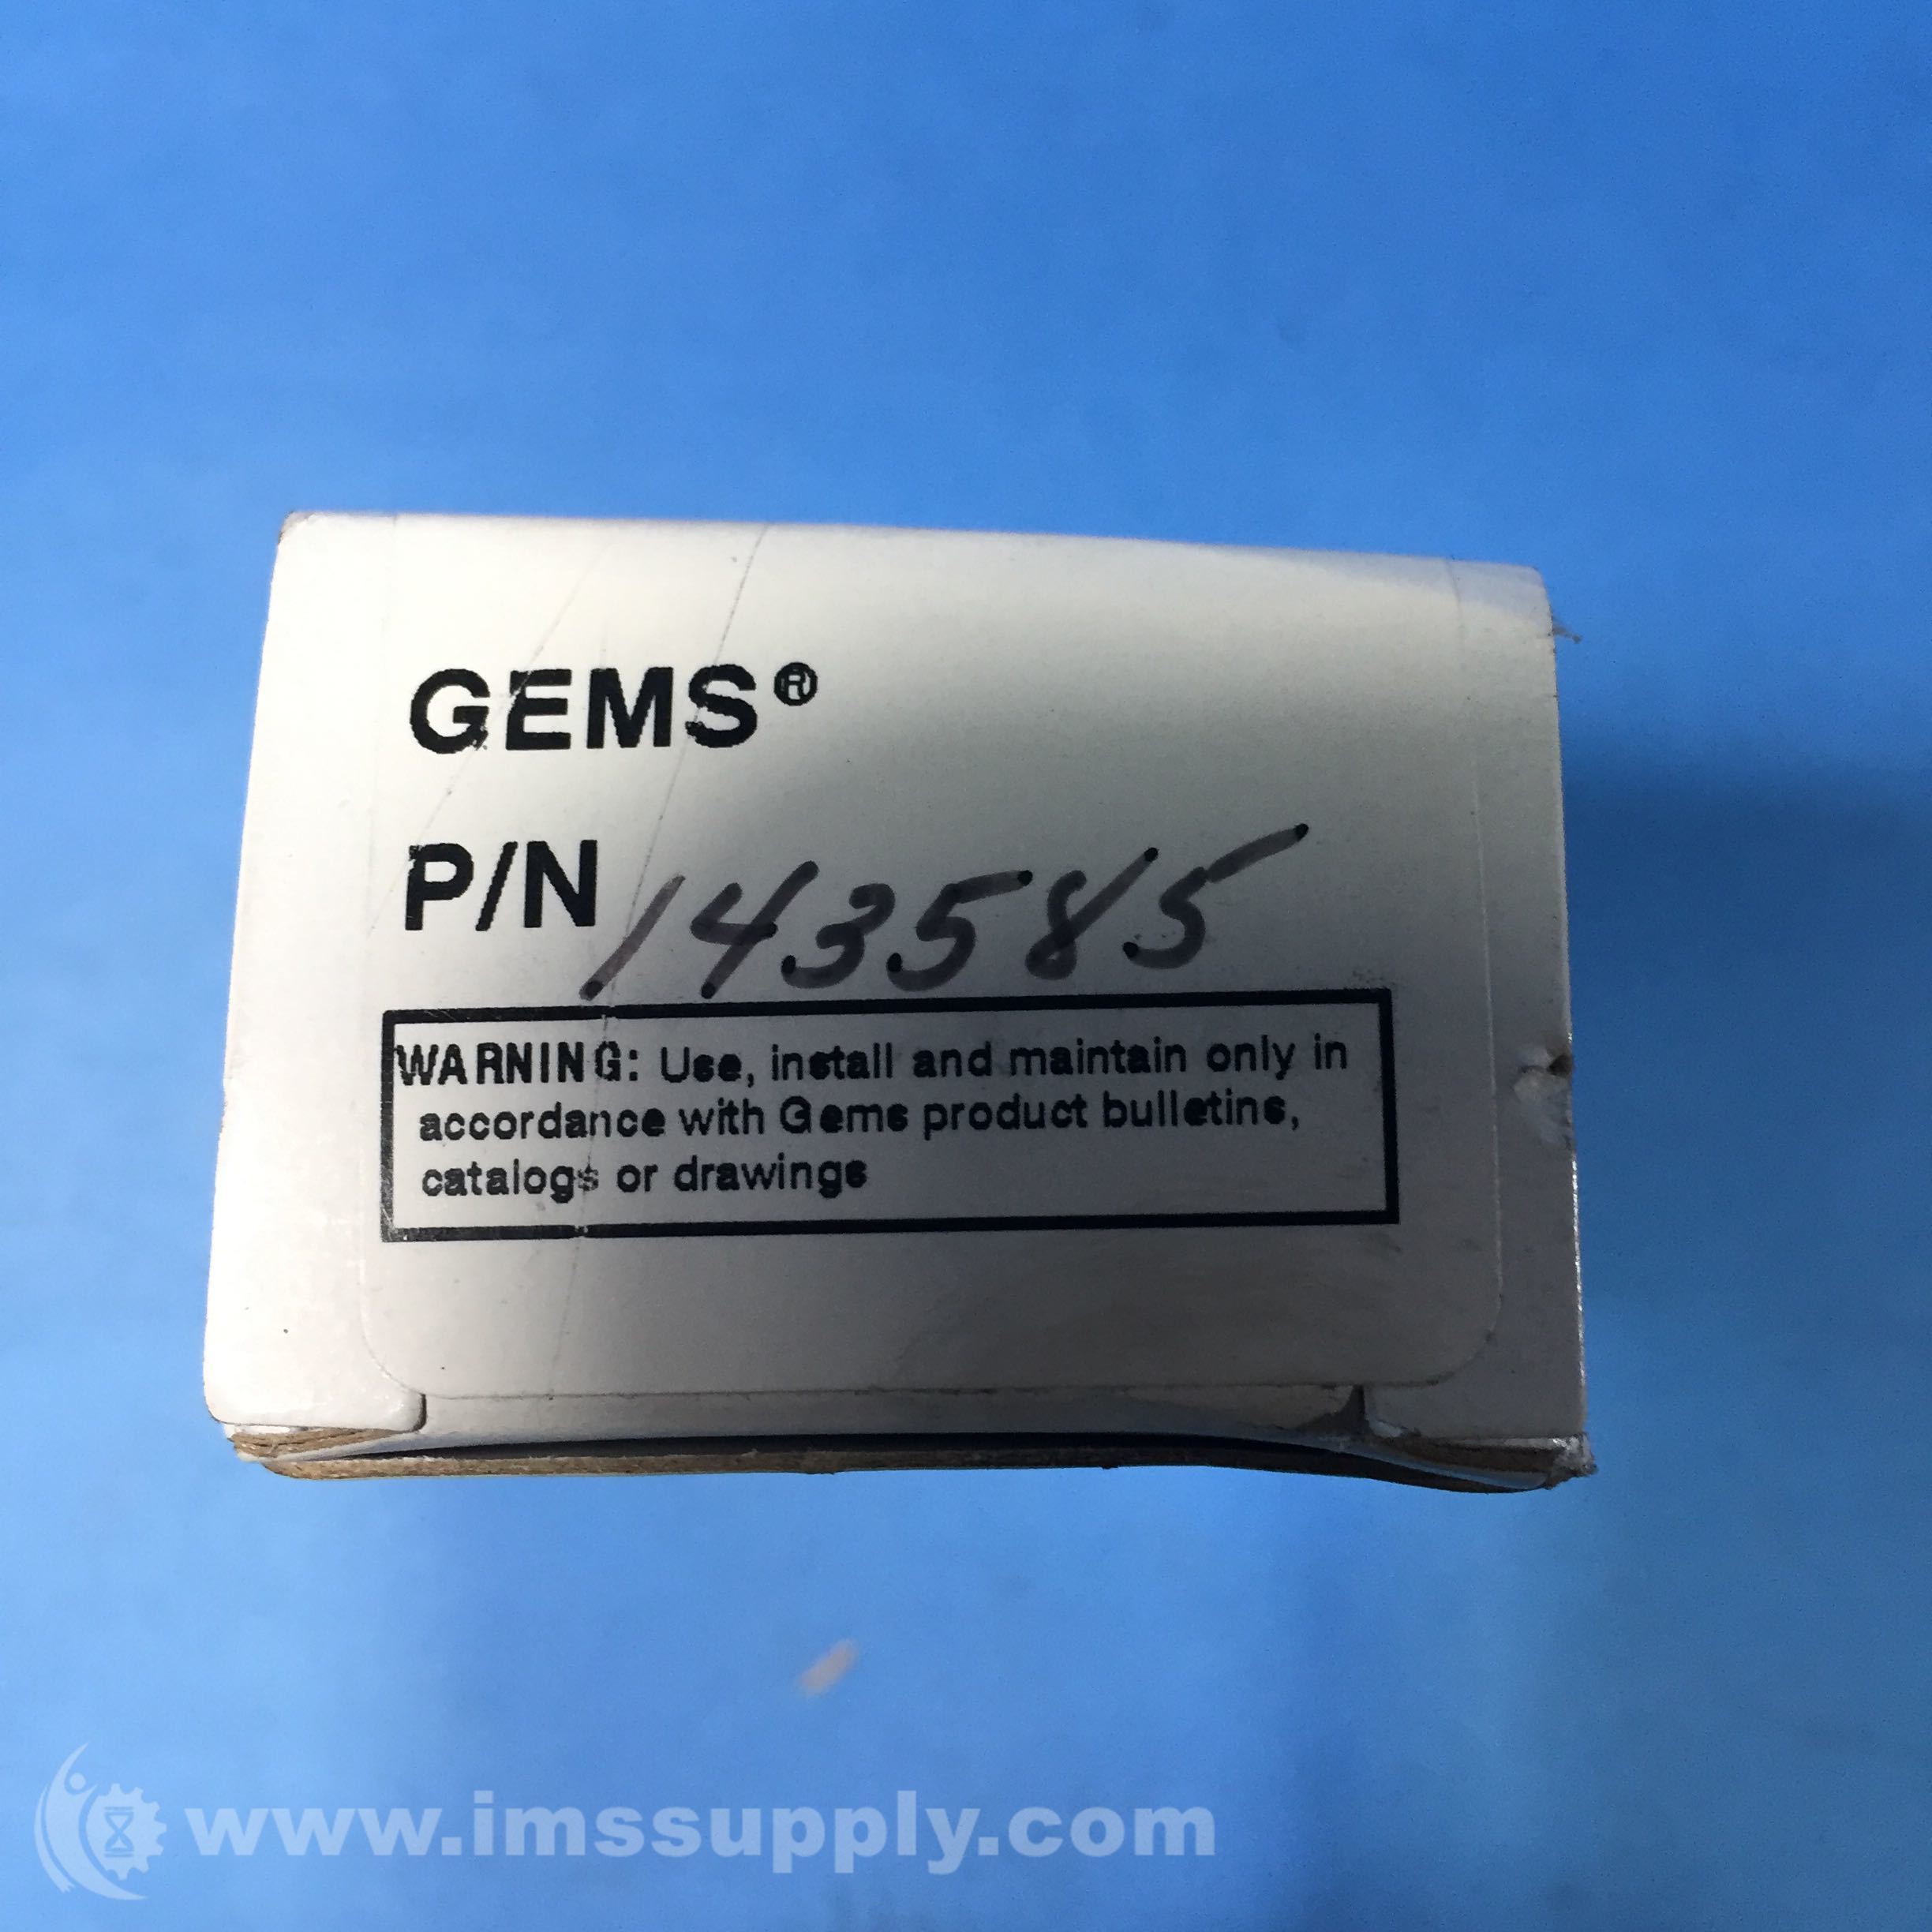 GEMS®
P/N 143585
WARNING: Use, install and maintain only in
accordance with Gems product bulletins,
catalogs or drawings
www.imssupply.com